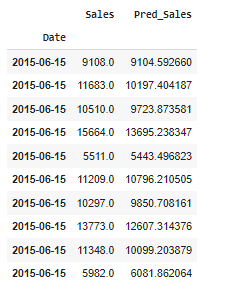 Sales Pred_Sales
Date
2015-06-15 9108.0 9104.592660
2015-06-15 11683.0 10197.404187
2015-06-15 10510.0 9723.873581
2015-06-15 15664.0 13695.238347
2015-06-15 5511.0 5443.496823
2015-06-15 11209.0 10796.210505
2015-06-15 10297.0 9850.708161
2015-06-15 13773.0 12607.314376
2015-06-15 11348.0 10099.203879
2015-06-15 5982.0 6081.862064